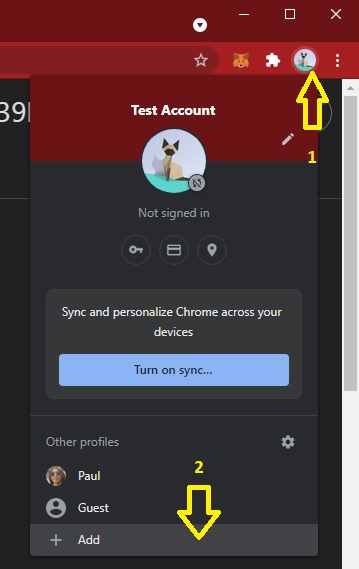 39
1
Test Account
Not signed in
Sync and personalize Chrome across your
devices
Turn on sync...
Other profiles
Paul
2
Guest
Add